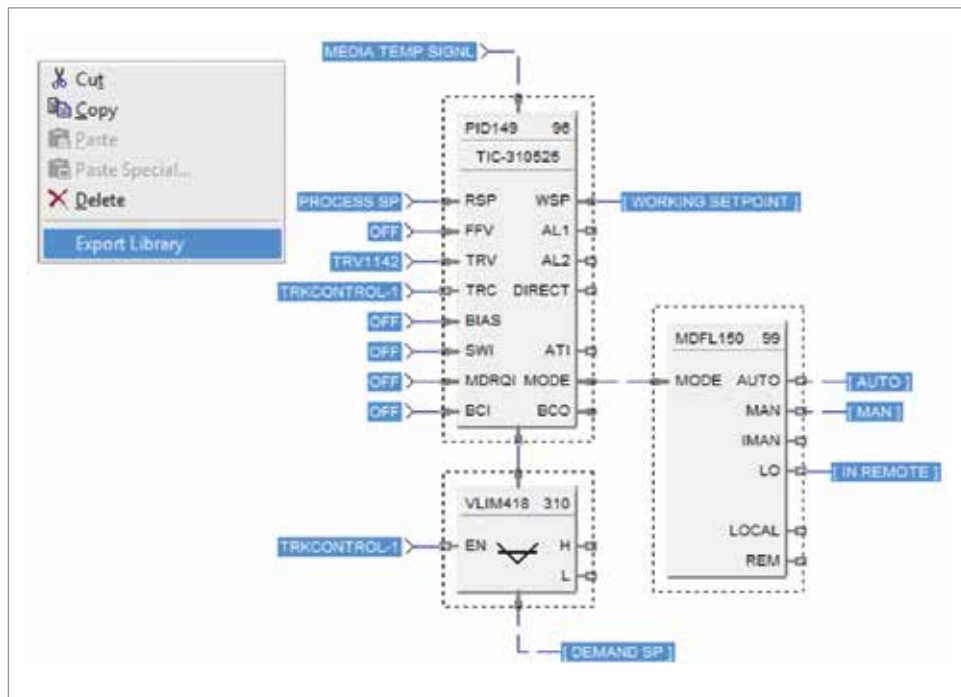 MEDIA TEMP SIGNL
Cut
Copy
Paste
Paste Special...
Delete
Export Library
PID149 96
TIC-310525
PROCESS SP RSP WSP [ WORKING SETPOINT ]
OFF FFV AL1
TRV1142 TRV AL2
TRKCONTROL-1 TRC DIRECT
OFF BIAS
OFF SWI ATI
OFF MDRQI MODE
OFF BCI BCO
MDFL150 99
MODE AUTO [ AUTO ]
MAN [ MAN ]
IMAN
LO [ IN REMOTE ]
LOCAL
REM
VLIM418 310
TRKCONTROL-1 EN H
L
[ DEMAND SP ]